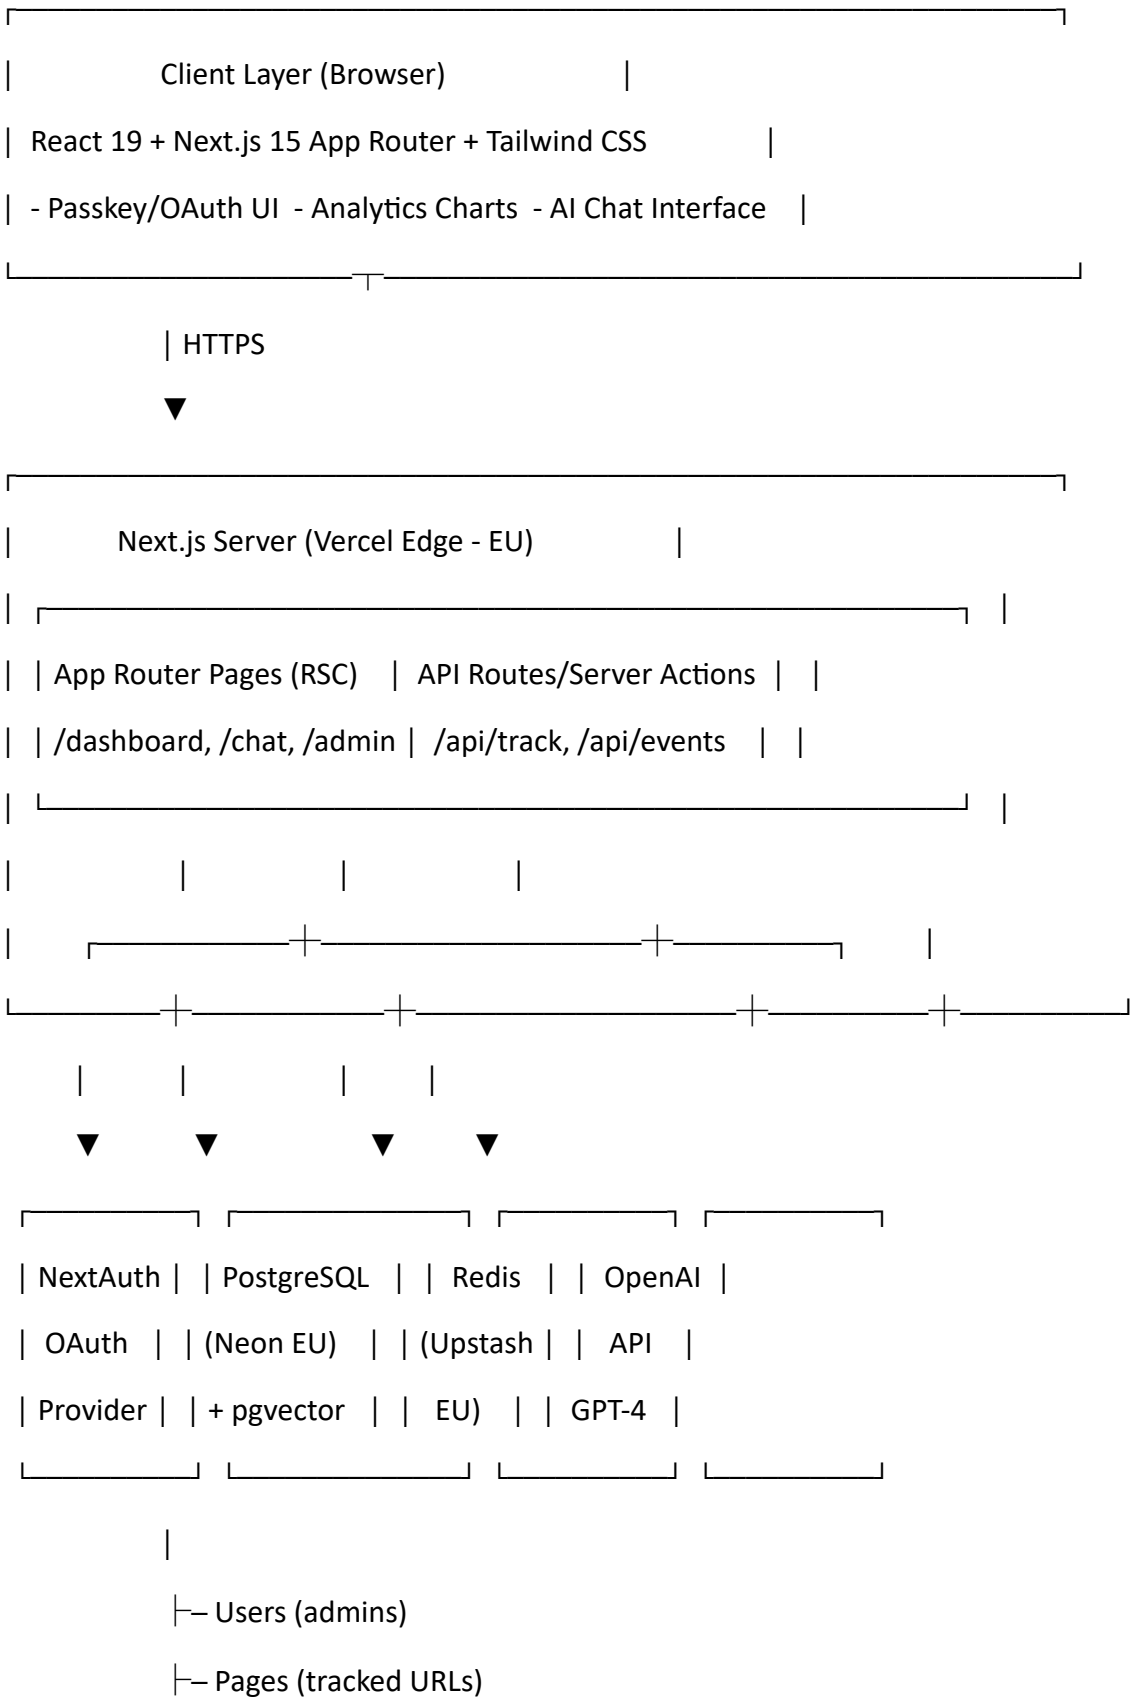 ┌─────────────────────────────────────────────────────────────────┐
│ Client Layer (Browser) │
│ React 19 + Next.js 15 App Router + Tailwind CSS │
│ - Passkey/OAuth UI - Analytics Charts - AI Chat Interface │
└─────────────────────┬───────────────────────────────────────────┘
│ HTTPS
▼
┌─────────────────────────────────────────────────────────────────┐
│ Next.js Server (Vercel Edge - EU) │
│ ┌─────────────────────────────────────────────────────────┐ │
│ │ App Router Pages (RSC) │ API Routes/Server Actions │ │
│ │ /dashboard, /chat, /admin │ /api/track, /api/events │ │
│ └─────────────────────────────────────────────────────────┘ │
│ │ │ │
│ ┌────────────┼────────────────────┼──────────┐ │
└─────────┼────────────┼────────────────────┼──────────┼──────────┘
│ │ │ │
▼ ▼ ▼ ▼
┌──────────┐ ┌──────────────┐ ┌──────────┐ ┌──────────┐
│ NextAuth │ │ PostgreSQL │ │ Redis │ │ OpenAI │
│ OAuth │ │ (Neon EU) │ │ (Upstash │ │ API │
│ Provider │ │ + pgvector │ │ EU) │ │ GPT-4 │
└──────────┘ └──────────────┘ └──────────┘ └──────────┘
│
├─ Users (admins)
├─ Pages (tracked URLs)